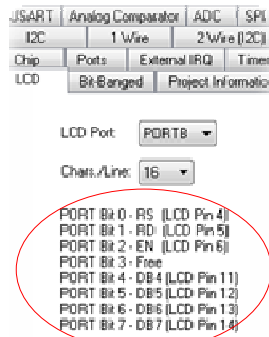 USART Analog Comparator ADC SPI
I2C 1 Wire 2 Wire (I2C)
Chip Ports External IRQ Timer
LCD Bit-Banged Project Informatio
LCD Port: PORTB
Chars./Line: 16
PORT Bit 0 - RS (LCD Pin 4)
PORT Bit 1 - RD (LCD Pin 5)
PORT Bit 2 - EN (LCD Pin 6)
PORT Bit 3 - Free
PORT Bit 4 - DB4 (LCD Pin 11)
PORT Bit 5 - DB5 (LCD Pin 12)
PORT Bit 6 - DB6 (LCD Pin 13)
PORT Bit 7 - DB7 (LCD Pin 14)